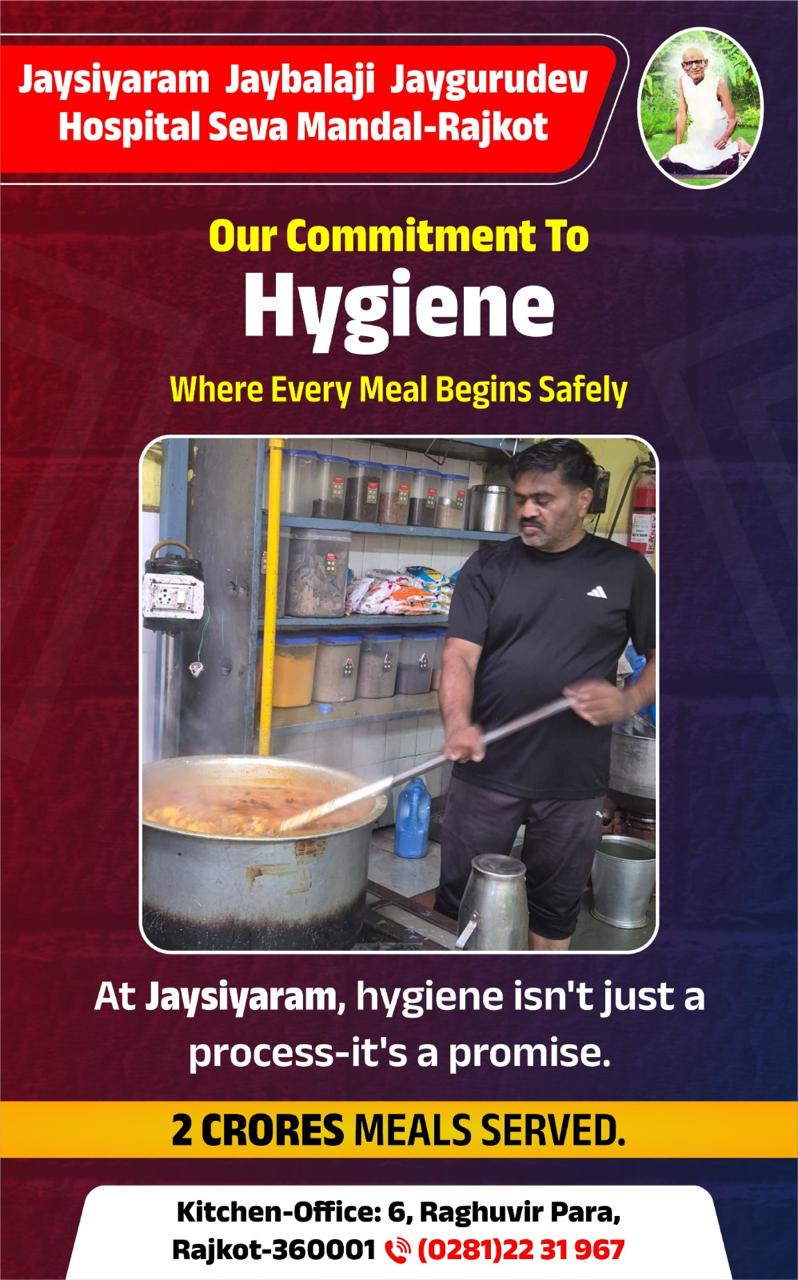 Jaysiyaram Jaybalaji Jaygurudev
Hospital Seva Mandal-Rajkot
Our Commitment To
Hygiene
Where Every Meal Begins Safely
At Jaysiyaram, hygiene isn't just a
process-it's a promise.
2 CRORES MEALS SERVED.
Kitchen-Office: 6, Raghuvir Para,
Rajkot-360001 (0281)22 31 967